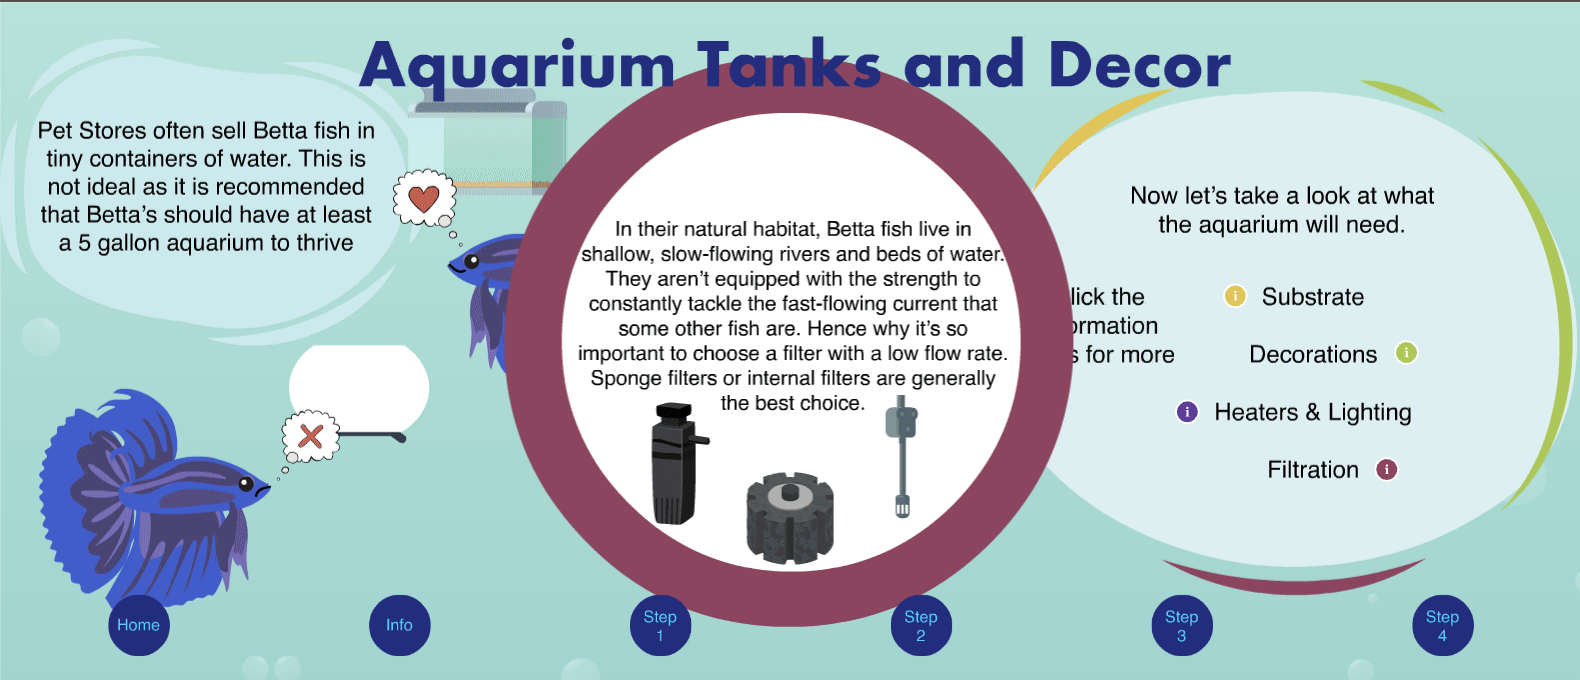 Aquarium Tanks and Decor
Pet Stores often sell Betta fish in
tiny containers of water. This is
not ideal as it is recommended
that Betta’s should have at least
a 5 gallon aquarium to thrive
In their natural habitat, Betta fish live in
shallow, slow-flowing rivers and beds of water.
They aren’t equipped with the strength to
constantly tackle the fast-flowing current that
some other fish are. Hence why it’s so
important to choose a filter with a low flow rate.
Sponge filters or internal filters are generally
the best choice.
Now let’s take a look at what
the aquarium will need.
lick the
ormation
s for more
i Substrate
Decorations i
i Heaters & Lighting
Filtration i
Home
Info
Step
1
Step
2
Step
3
Step
4